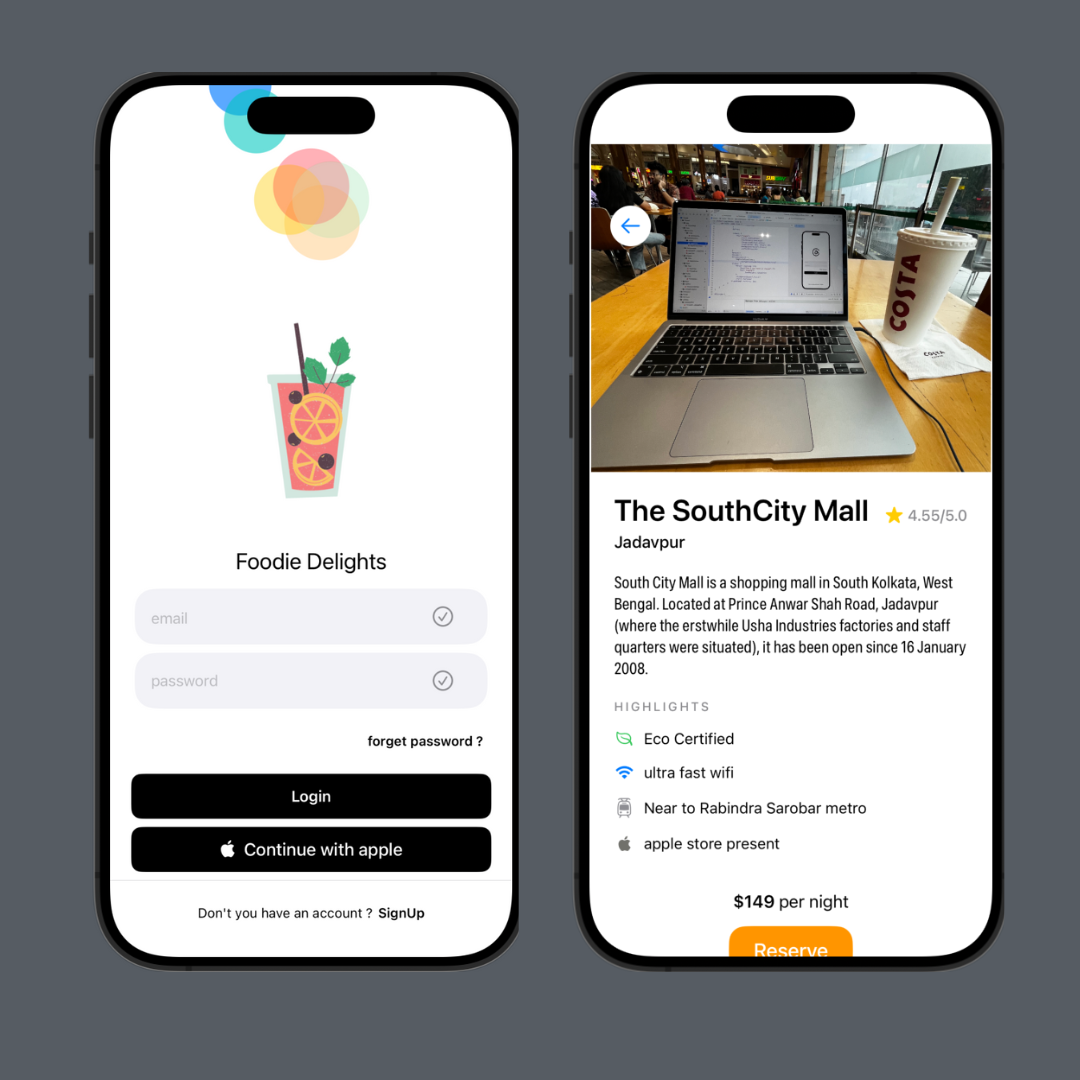 Foodie Delights
email
password
forget password ?
Login
Continue with apple
Don't you have an account ? SignUp
COSTA
COSTA
The SouthCity Mall
4.55/5.0
Jadavpur
South City Mall is a shopping mall in South Kolkata, West
Bengal. Located at Prince Anwar Shah Road, Jadavpur
(where the erstwhile Usha Industries factories and staff
quarters were situated), it has been open since 16 January
2008.
HIGHLIGHTS
Eco Certified
ultra fast wifi
Near to Rabindra Sarobar metro
apple store present
$149 per night
Reserve